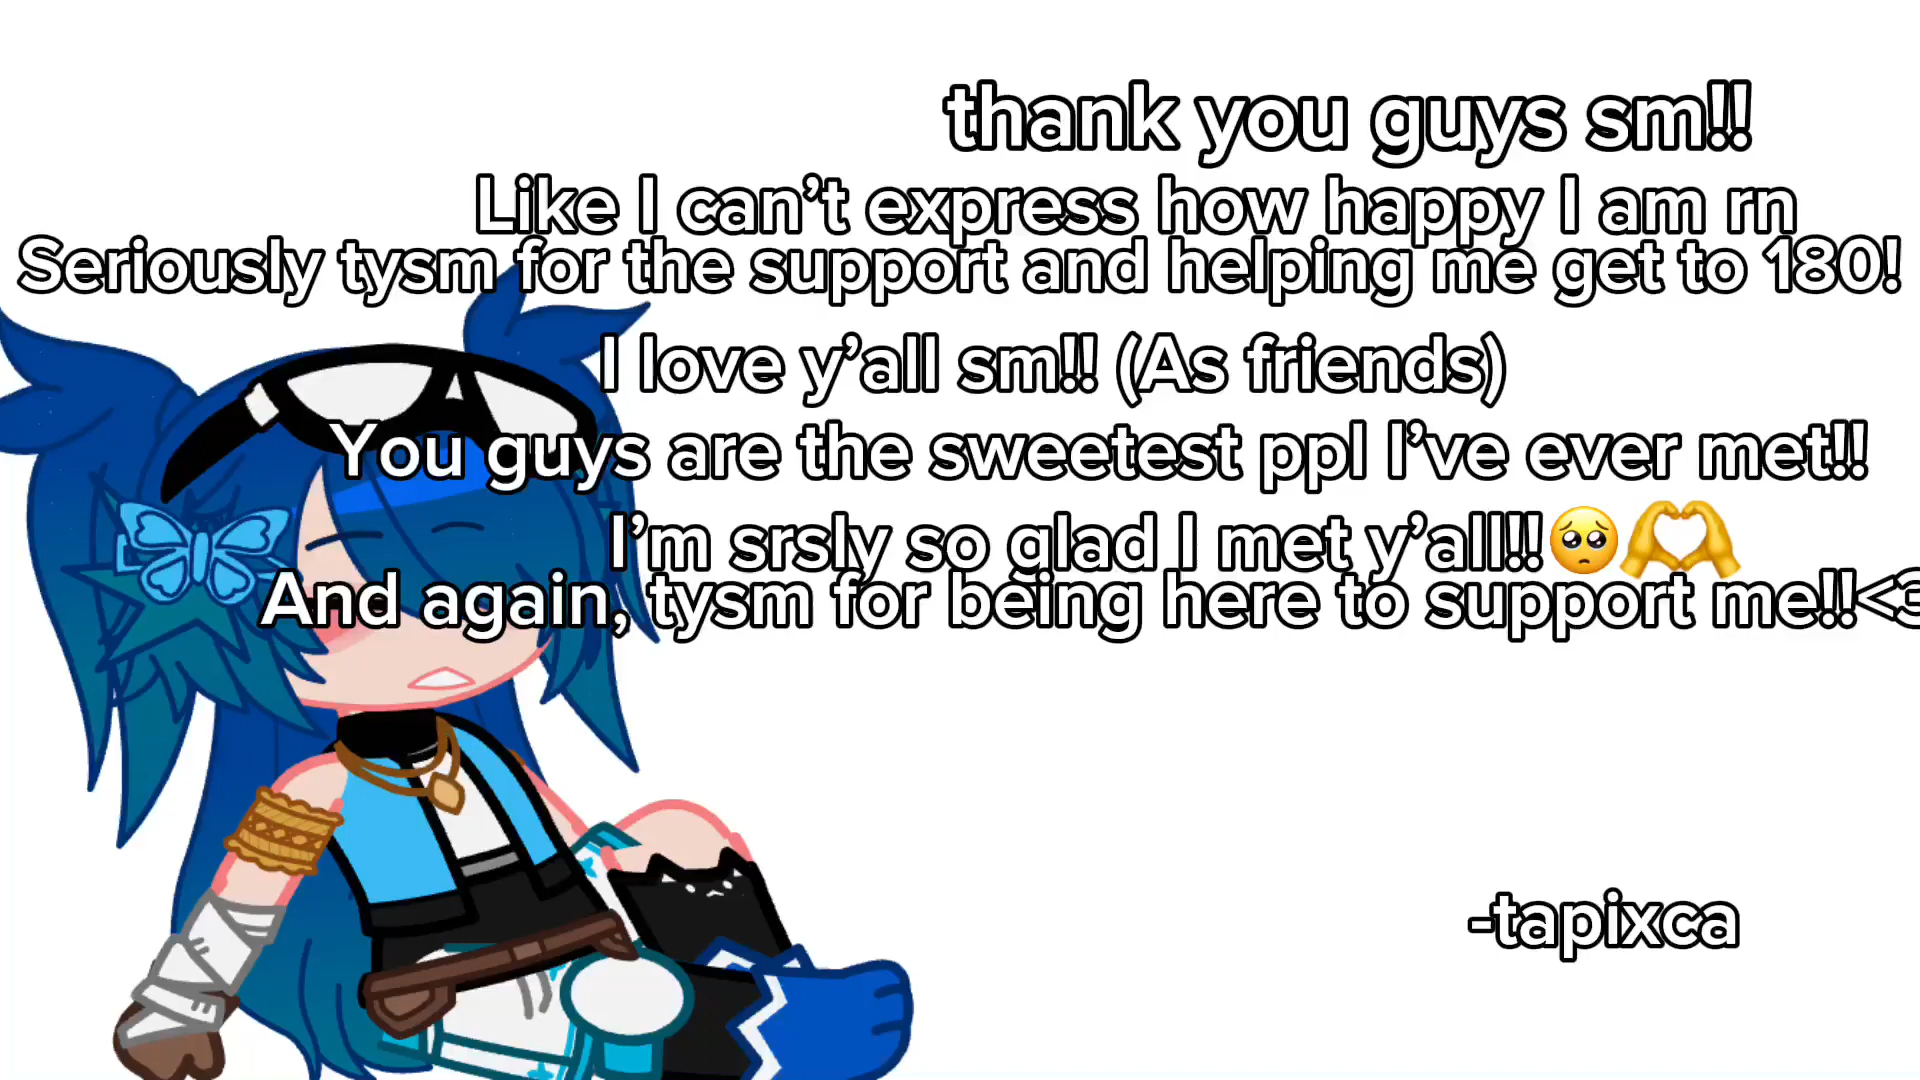 thank you guys sm!!
Like I can’t express how happy I am rn
Seriously tysm for the support and helping me get to 180!
I love y’all sm!! (As friends)
You guys are the sweetest ppl I’ve ever met!!
I’m srsly so glad I met y’all!!🥺🫶
And again, tysm for being here to support me!!<3
-tapixca